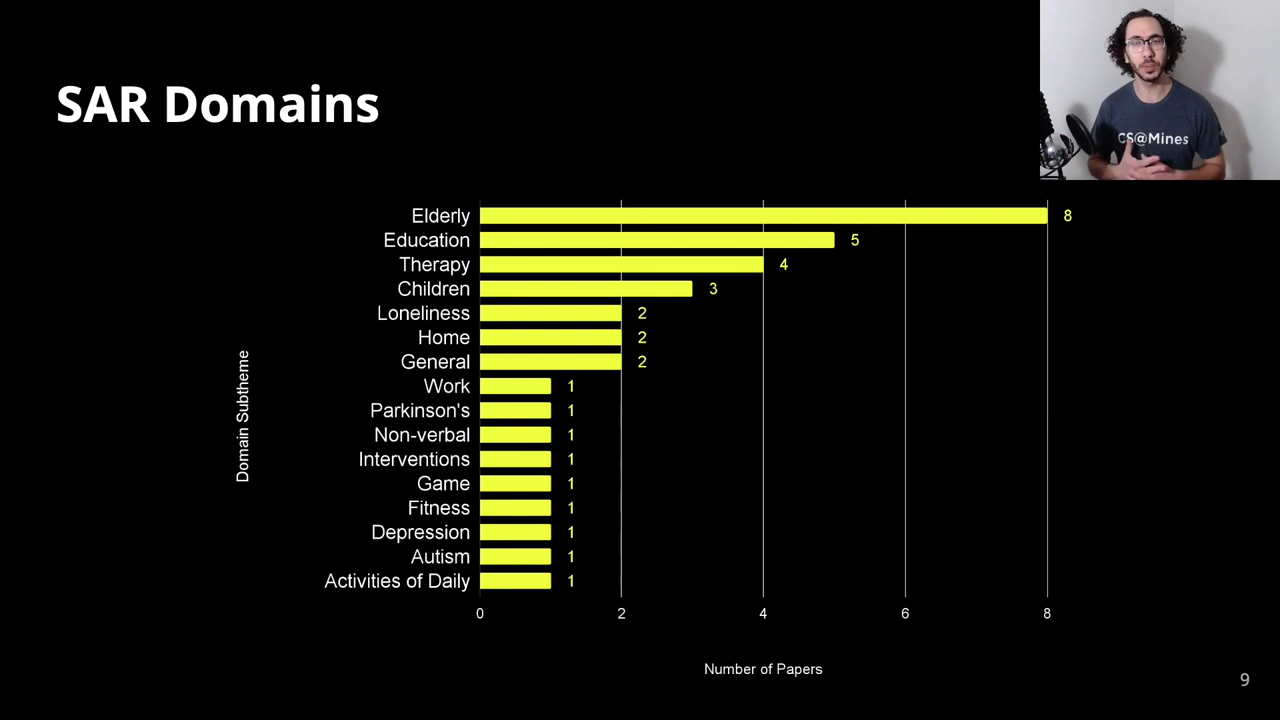 SAR Domains
CS@Mines
Elderly 8
Education 5
Therapy 4
Children 3
Loneliness 2
Home 2
General 2
Work 1
Parkinson's 1
Non-verbal 1
Interventions 1
Game 1
Fitness 1
Depression 1
Autism 1
Activities of Daily 1
Domain Subtheme
0 2 4 6 8
Number of Papers
9